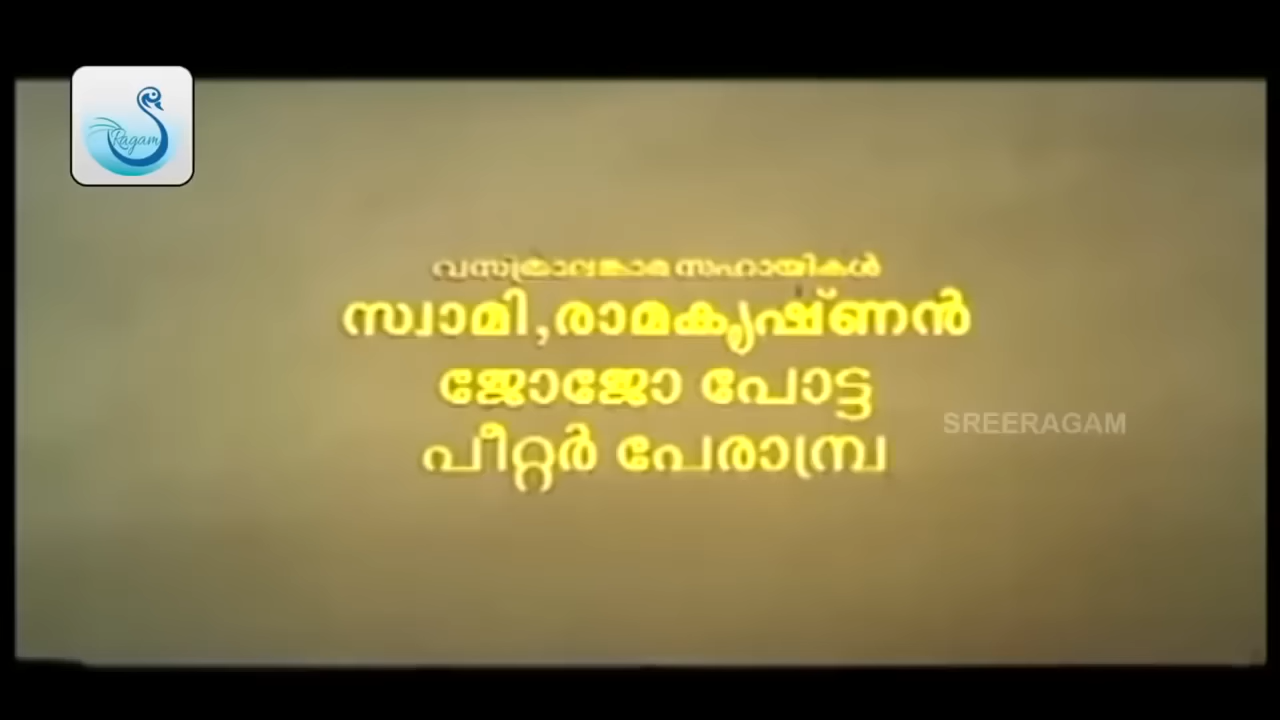 Ragam
വസ്ത്രാലങ്കാര സഹായികൾ
സ്വാമി,രാമകൃഷ്ണൻ
ജോജോ പോട്ട
പീറ്റർ പേരാമ്പ്ര
SREERAGAM